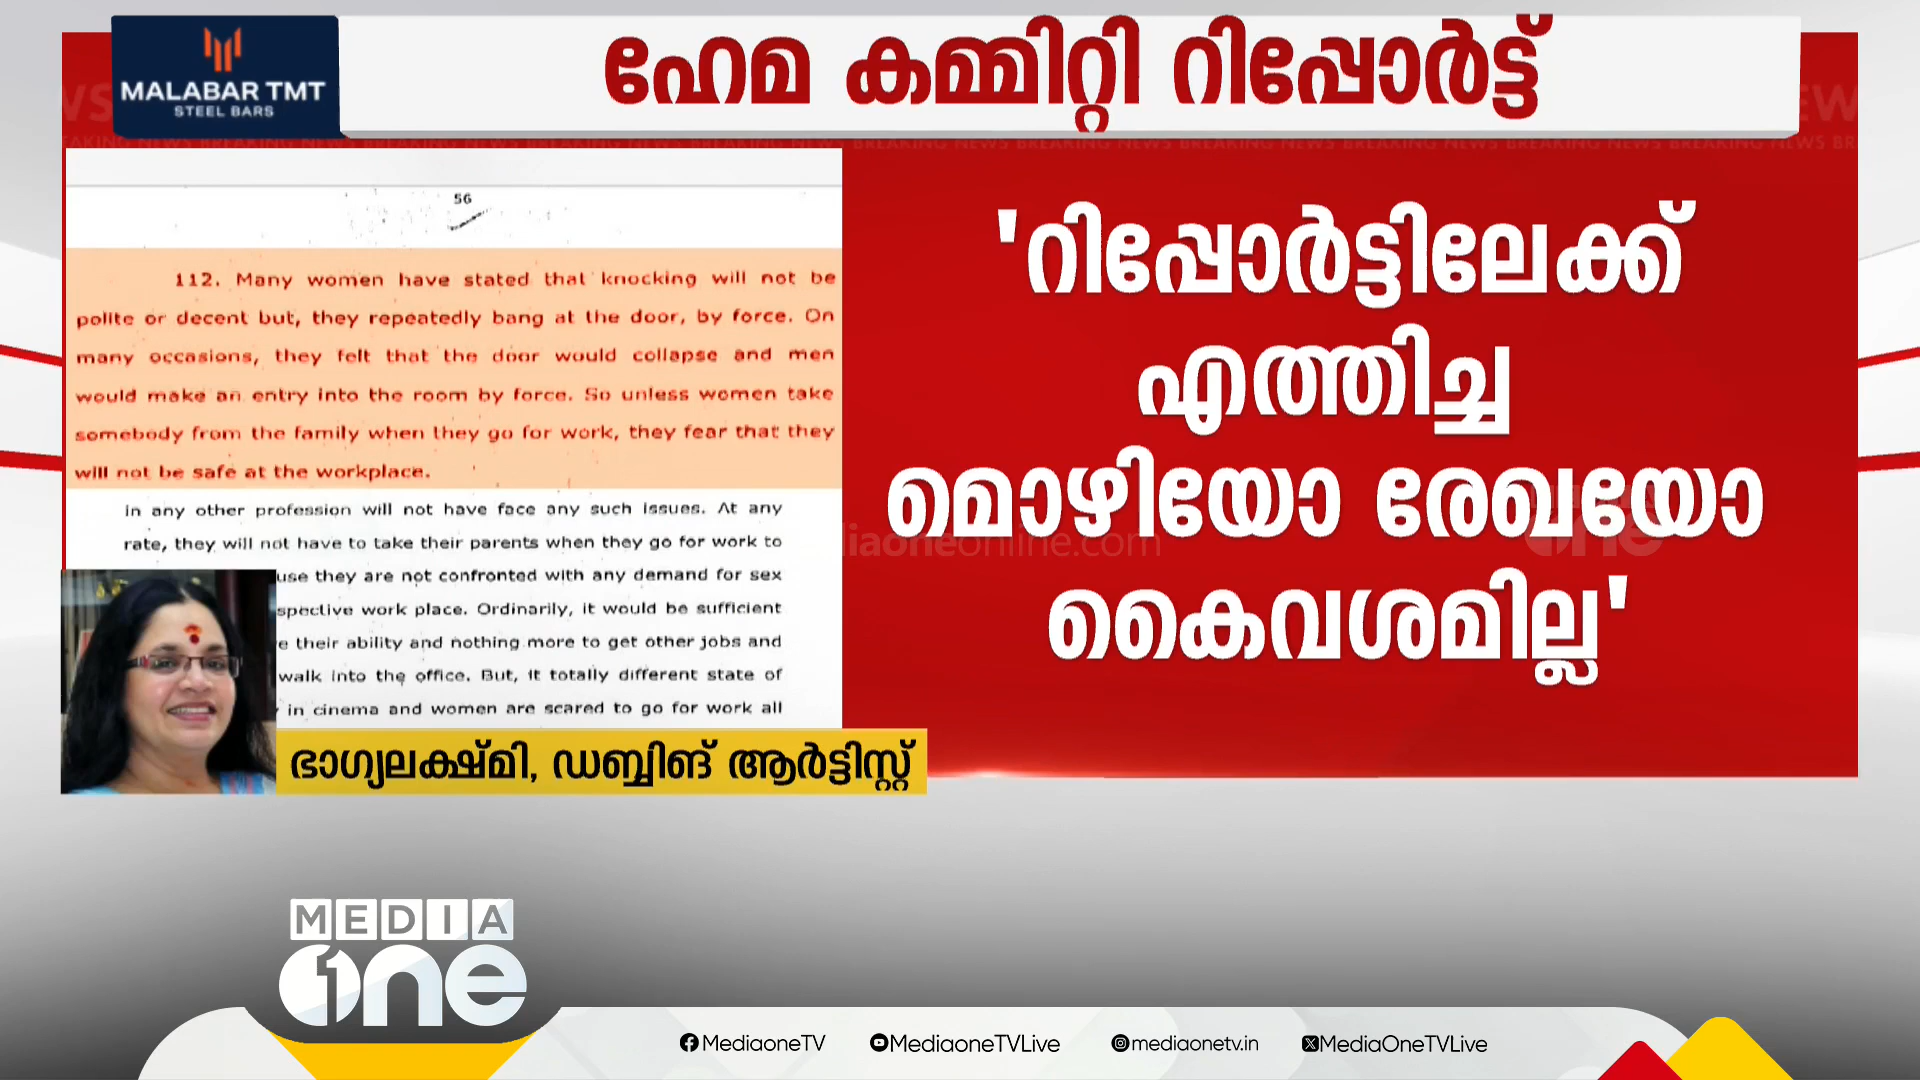 MALABAR TMT
STEEL BARS
ഹേമ കമ്മിറ്റി റിപ്പോർട്ട്
56
112. Many women have stated that knocking will not be
polite or decent but, they repeatedly bang at the door, by force. On
many occasions, they felt that the door would collapse and men
would make an entry into the room by force. So unless women take
somebody from the family when they go for work, they fear that they
will not be safe at the workplace.
in any other profession will not have face any such issues. At any
rate, they will not have to take their parents when they go for work to
use they are not confronted with any demand for sex
spective work place. Ordinarily, it would be sufficient
e their ability and nothing more to get other jobs and
walk into the office. But, it totally different state of
in cinema and women are scared to go for work all
'റിപ്പോർട്ടിലേക്ക്
എത്തിച്ച
മൊഴിയോ രേഖയോ
കൈവശമില്ല'
ഭാഗ്യലക്ഷ്മി, ഡബ്ബിങ് ആർട്ടിസ്റ്റ്
MEDIA
one
MediaoneTV
MediaoneTVLive
mediaonetv.in
MediaOneTVLive